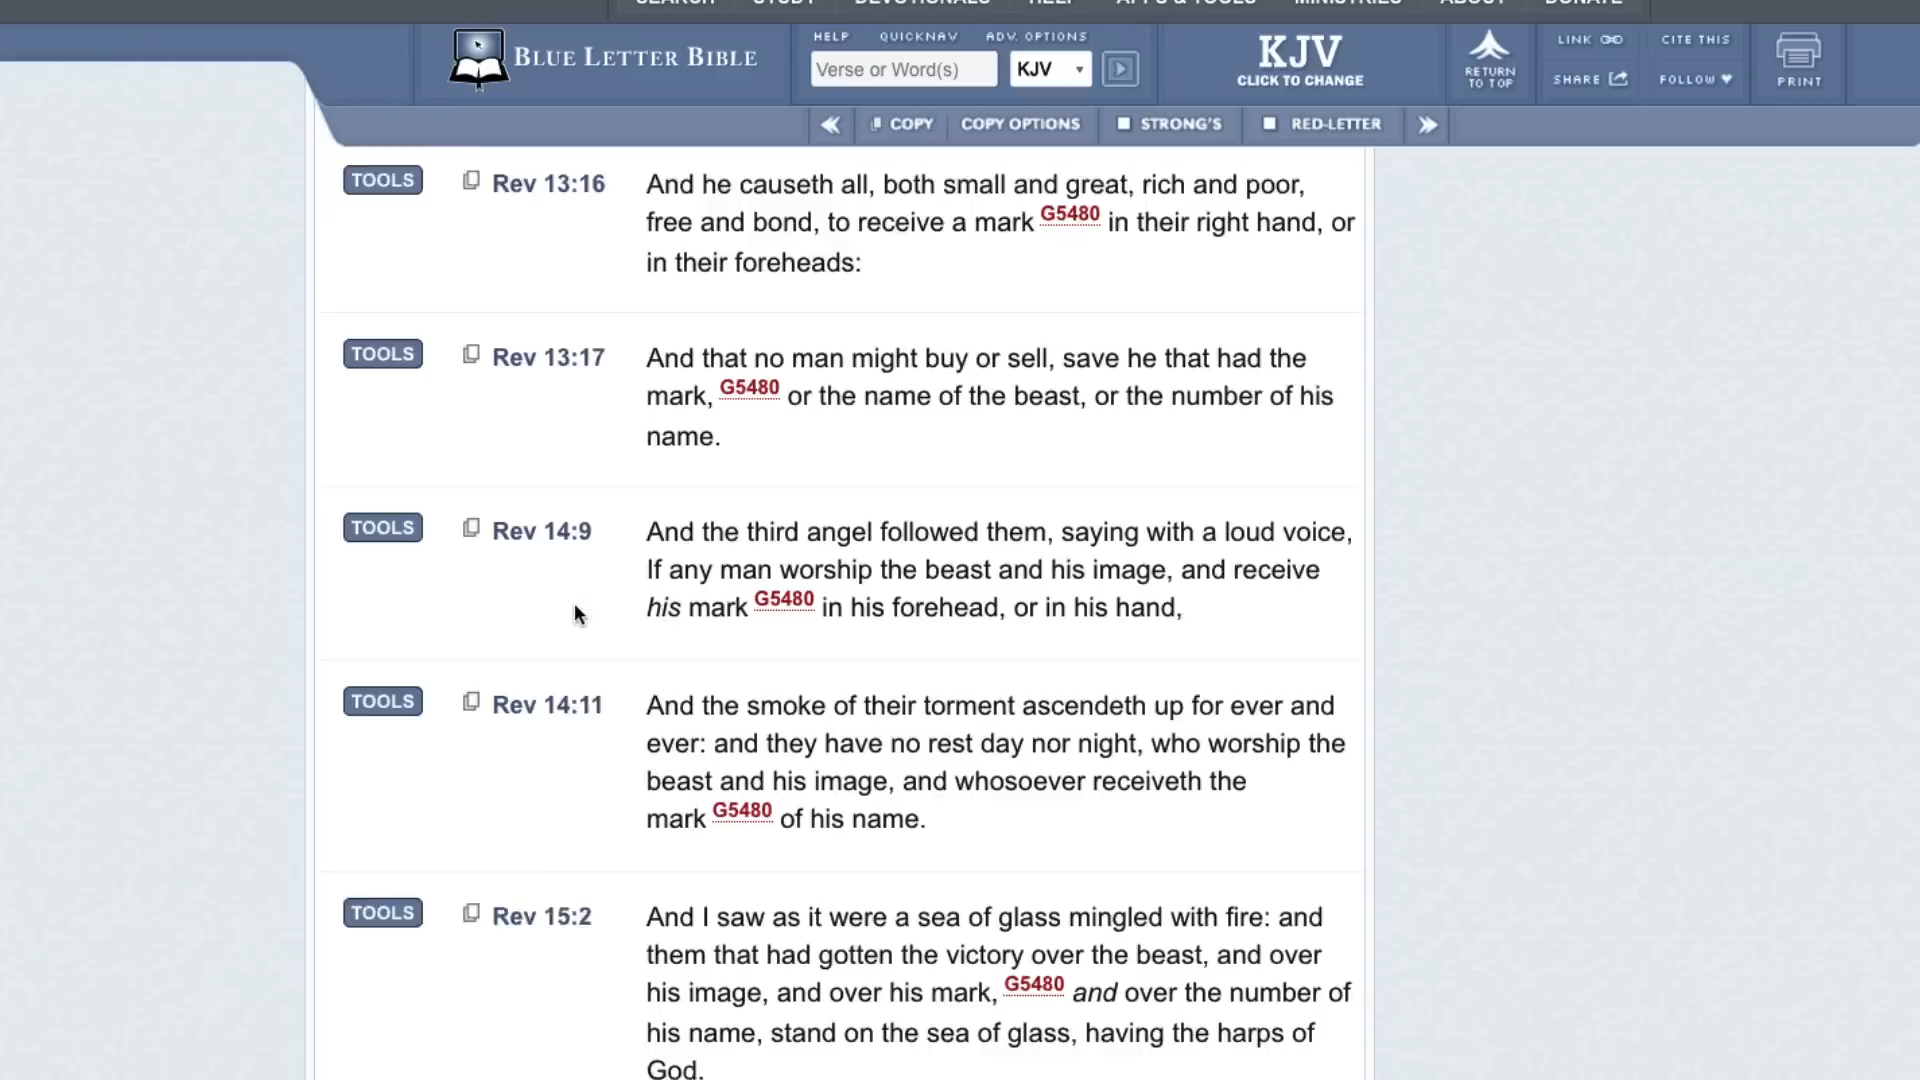 SEARCH STUDY DEVOTIONALS HELP APPS & TOOLS MINISTRIES ABOUT DONATE
BLUE LETTER BIBLE
HELP QUICKNAV ADV. OPTIONS
Verse or Word(s) KJV
KJV
CLICK TO CHANGE
RETURN
TO TOP
LINK CITE THIS
SHARE FOLLOW
PRINT
COPY COPY OPTIONS STRONG'S RED-LETTER
TOOLS Rev 13:16 And he causeth all, both small and great, rich and poor,
free and bond, to receive a mark G5480 in their right hand, or
in their foreheads:
TOOLS Rev 13:17 And that no man might buy or sell, save he that had the
mark, G5480 or the name of the beast, or the number of his
name.
TOOLS Rev 14:9 And the third angel followed them, saying with a loud voice,
If any man worship the beast and his image, and receive
his mark G5480 in his forehead, or in his hand,
TOOLS Rev 14:11 And the smoke of their torment ascendeth up for ever and
ever: and they have no rest day nor night, who worship the
beast and his image, and whosoever receiveth the
mark G5480 of his name.
TOOLS Rev 15:2 And I saw as it were a sea of glass mingled with fire: and
them that had gotten the victory over the beast, and over
his image, and over his mark, G5480 and over the number of
his name, stand on the sea of glass, having the harps of
God.